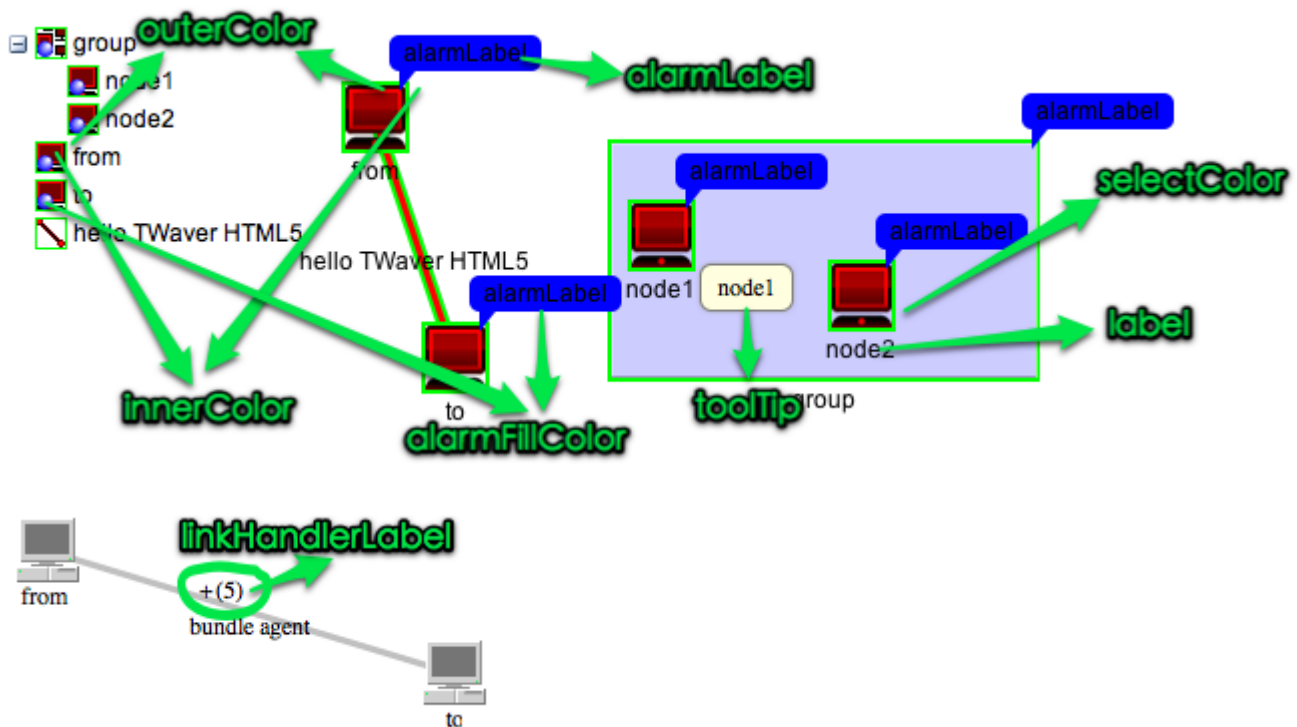 group
outerColor
alarmLabel
alarmLabel
node1
node2
alarmLabel
from
from
alarmLabel
selectColor
to
alarmLabel
hello TWaver HTML5
hello TWaver HTML5
alarmLabel
node1
node1
label
node2
innerColor
to
toolTip
group
alarmFillColor
linkHandlerLabel
+(5)
from
bundle agent
to